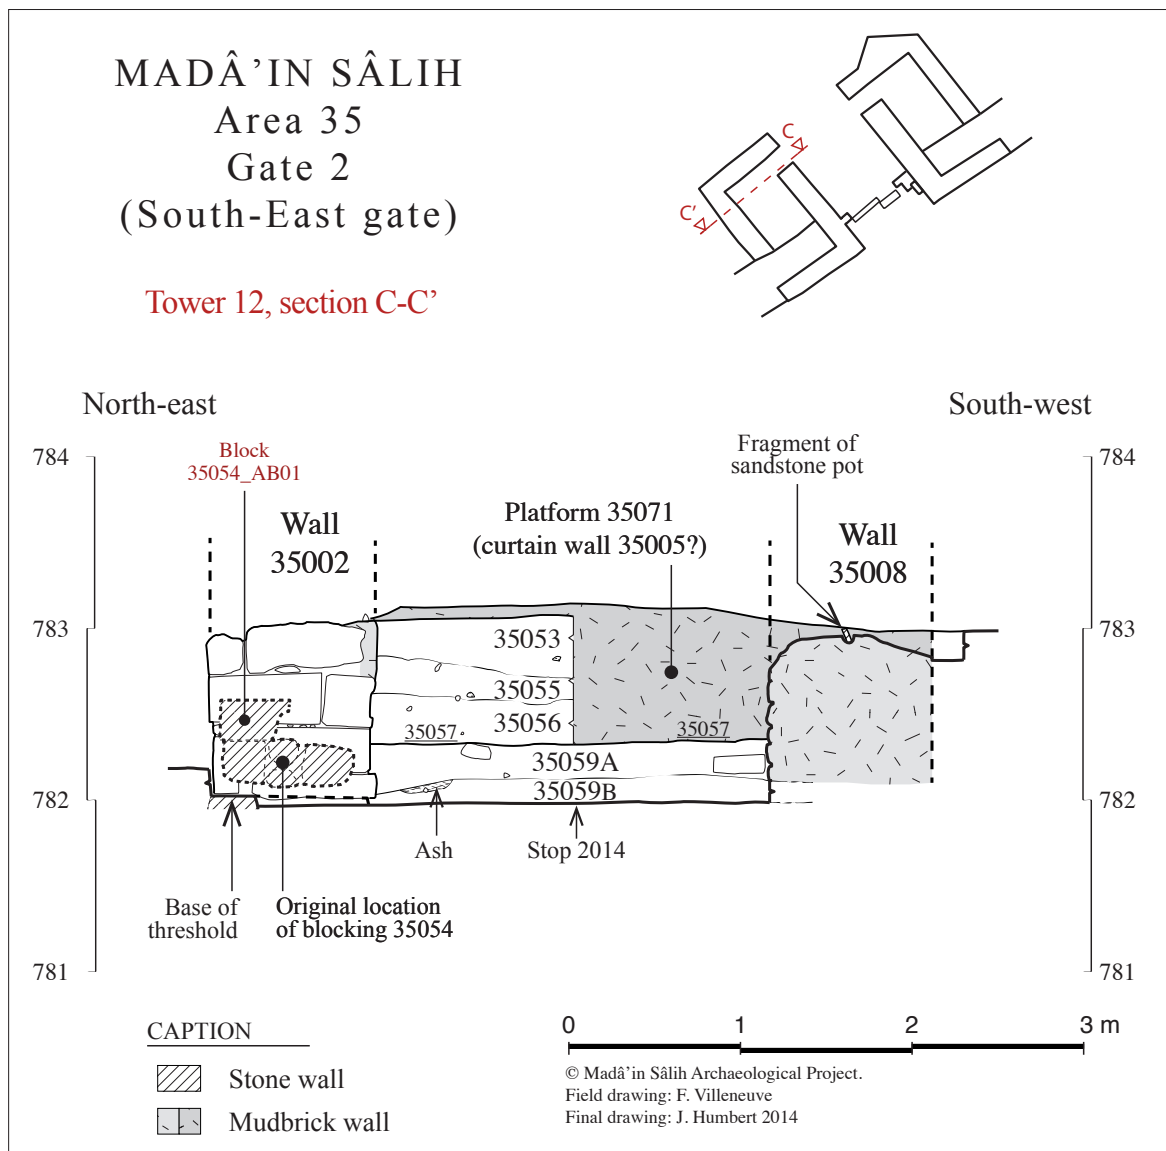 MADÂ’IN SÂLIH
Area 35
Gate 2
(South-East gate)
Tower 12, section C-C’
C
C’
North-east
South-west
784
784
Block
35054_AB01
Fragment of
sandstone pot
Wall
35002
Platform 35071
(curtain wall 35005?)
Wall
35008
783
783
35053
35055
35056
35057
35057
35059A
35059B
782
782
Ash
Stop 2014
Base of
threshold
Original location
of blocking 35054
781
781
CAPTION
Stone wall
Mudbrick wall
0 1 2 3 m
© Madâ’in Sâlih Archaeological Project.
Field drawing: F. Villeneuve
Final drawing: J. Humbert 2014